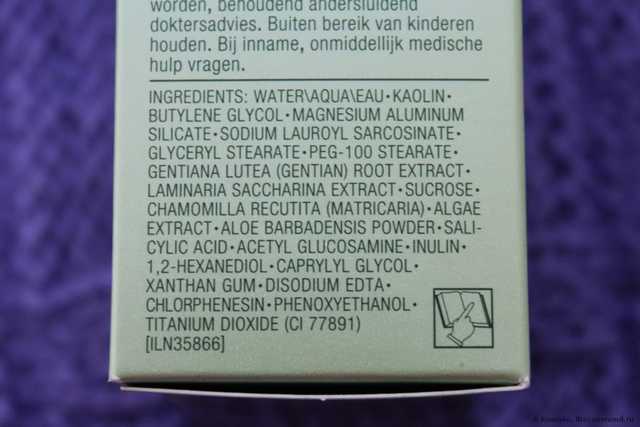 worden, behoudend andersluidend
doktersadvies. Buiten bereik van kinderen
houden. Bij inname, onmiddellijk medische
hulp vragen.
INGREDIENTS: WATER\AQUA\EAU•KAOLIN•
BUTYLENE GLYCOL•MAGNESIUM ALUMINUM
SILICATE•SODIUM LAUROYL SARCOSINATE•
GLYCERYL STEARATE•PEG-100 STEARATE•
GENTIANA LUTEA (GENTIAN) ROOT EXTRACT•
LAMINARIA SACCHARINA EXTRACT•SUCROSE•
CHAMOMILLA RECUTITA (MATRICARIA)•ALGAE
EXTRACT•ALOE BARBADENSIS POWDER•SALI-
CYLIC ACID•ACETYL GLUCOSAMINE•INULIN•
1,2-HEXANEDIOL•CAPRYLYL GLYCOL•
XANTHAN GUM•DISODIUM EDTA•
CHLORPHENESIN•PHENOXYETHANOL•
TITANIUM DIOXIDE (CI 77891)
[ILN35866]